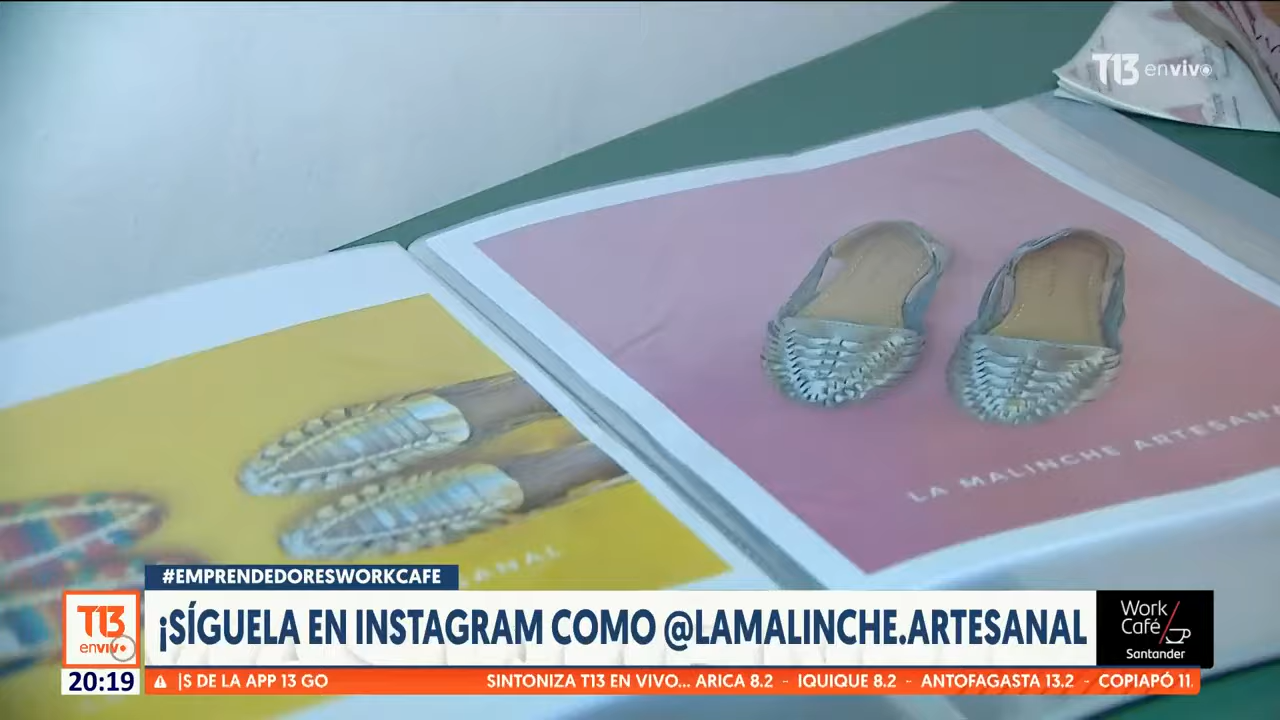 T13 envivo
LA MALINCHE ARTESANA
SANAL
#EMPRENDEDORESWORKCAFE
¡SÍGUELA EN INSTAGRAM COMO @LAMALINCHE.ARTESANAL
Work
Café
Santander
T13
envivo
20:19
|S DE LA APP 13 GO SINTONIZA T13 EN VIVO... ARICA 8.2 - IQUIQUE 8.2 - ANTOFAGASTA 13.2 - COPIAPÓ 11